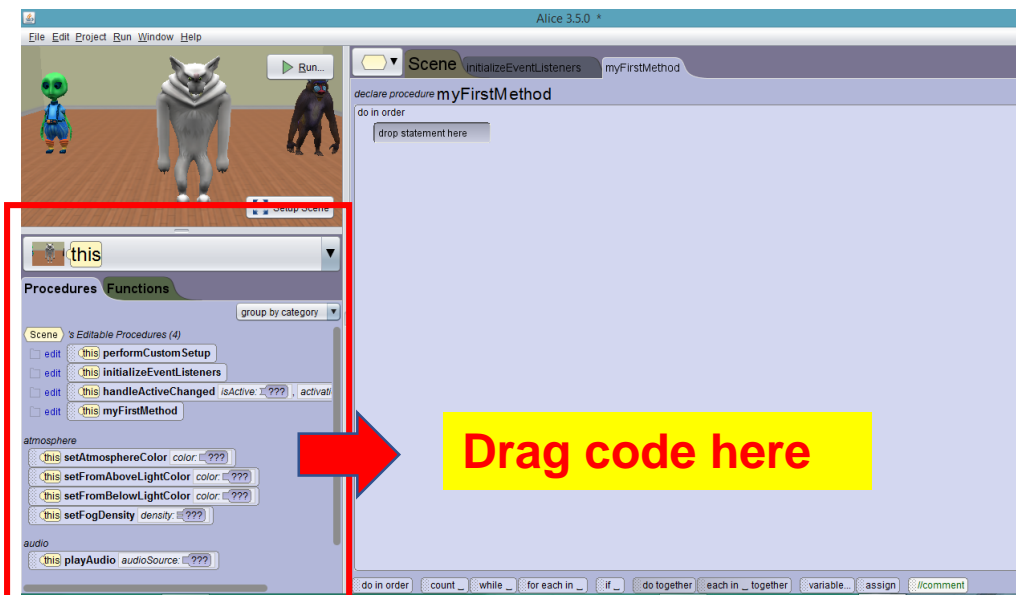 Alice 3.5.0 *
File Edit Project Run Window Help
Run...
Setup Scene
Scene initializeEventListeners myFirstMethod
declare procedure myFirstMethod
do in order
drop statement here
this
Procedures Functions
group by category
Scene 's Editable Procedures (4)
edit this performCustomSetup
edit this initializeEventListeners
edit this handleActiveChanged isActive: ??? , activati
edit this myFirstMethod
atmosphere
this setAtmosphereColor color: ???
this setFromAboveLightColor color: ???
this setFromBelowLightColor color: ???
this setFogDensity density: ???
audio
this playAudio audioSource: ???
Drag code here
do in order count _ while _ for each in _ if _ do together each in _ together variable... assign //comment